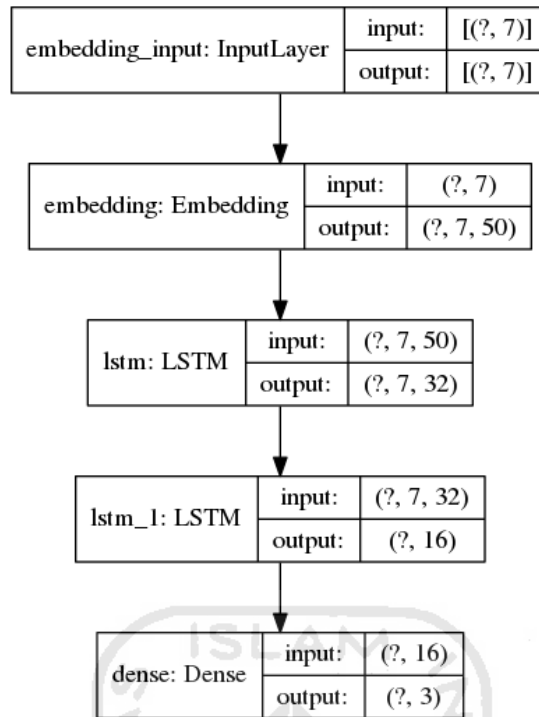 embedding_input: InputLayer
input: [(?, 7)]
output: [(?, 7)]
embedding: Embedding
input: (?, 7)
output: (?, 7, 50)
lstm: LSTM
input: (?, 7, 50)
output: (?, 7, 32)
lstm_1: LSTM
input: (?, 7, 32)
output: (?, 16)
ISLAM
dense: Dense
input: (?, 16)
output: (?, 3)